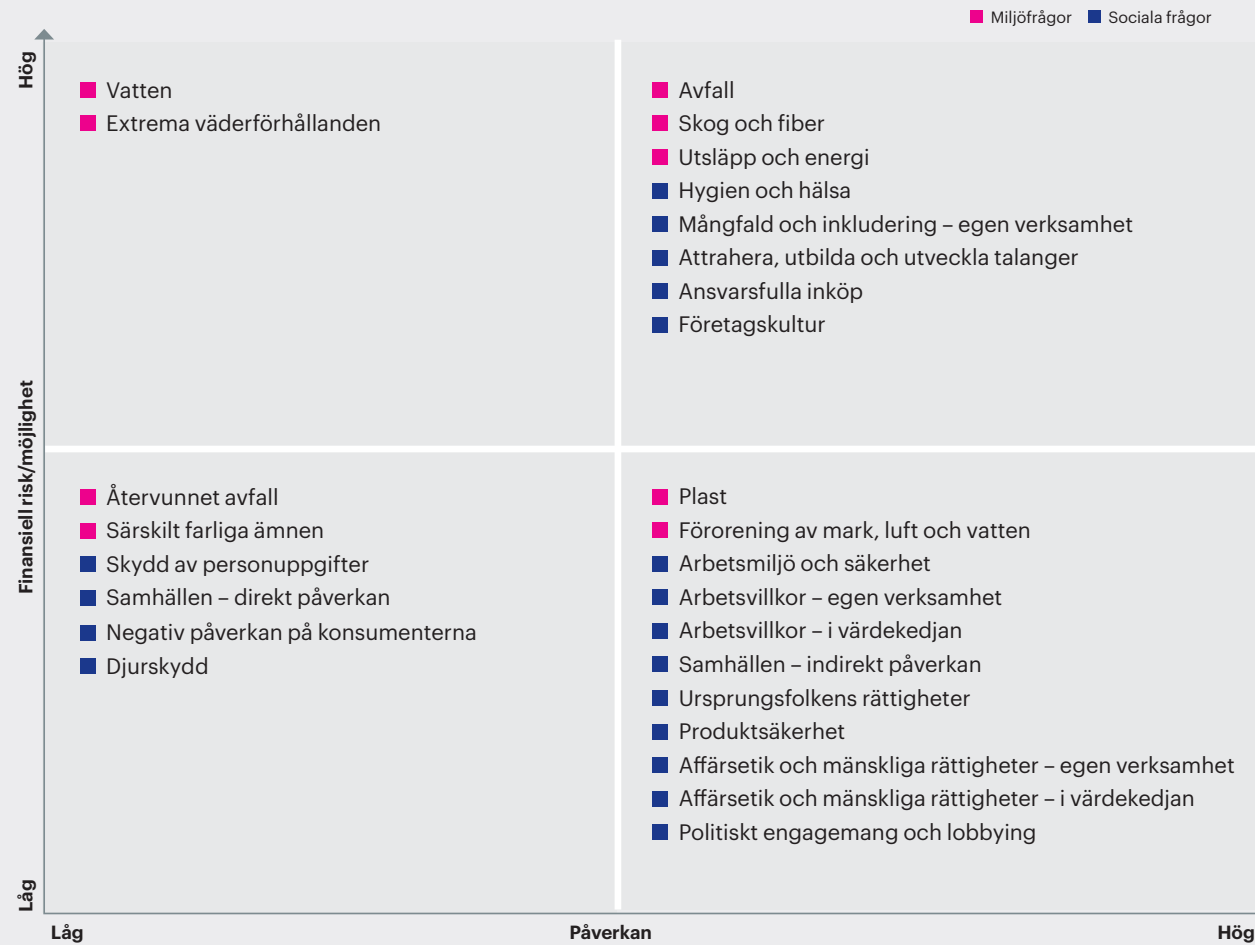 Miljöfrågor Sociala frågor
Hög
Vatten
Extrema väderförhållanden
Avfall
Skog och fiber
Utsläpp och energi
Hygien och hälsa
Mångfald och inkludering – egen verksamhet
Attrahera, utbilda och utveckla talanger
Ansvarsfulla inköp
Företagskultur
Finansiell risk/möjlighet
Återvunnet avfall
Särskilt farliga ämnen
Skydd av personuppgifter
Samhällen – direkt påverkan
Negativ påverkan på konsumenterna
Djurskydd
Plast
Förorening av mark, luft och vatten
Arbetsmiljö och säkerhet
Arbetsvillkor – egen verksamhet
Arbetsvillkor – i värdekedjan
Samhällen – indirekt påverkan
Ursprungsfolkens rättigheter
Produktsäkerhet
Affärsetik och mänskliga rättigheter – egen verksamhet
Affärsetik och mänskliga rättigheter – i värdekedjan
Politiskt engagemang och lobbying
Låg
Låg Påverkan Hög